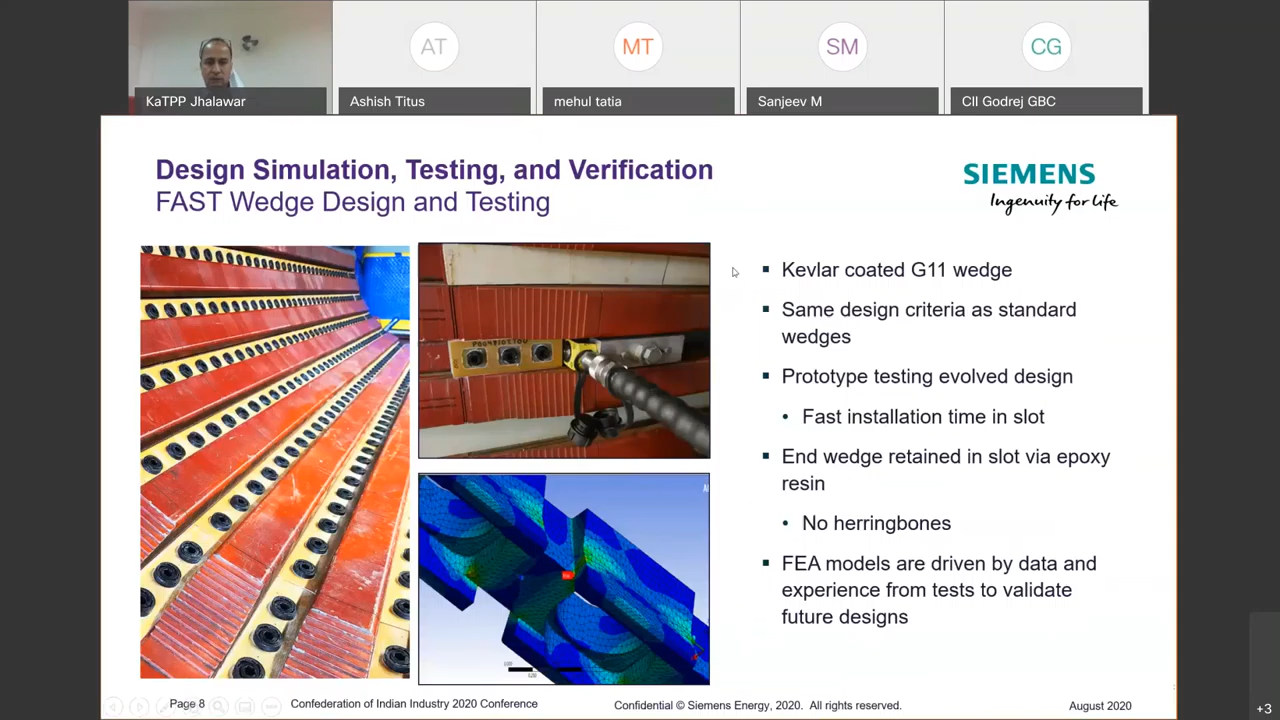 AT
MT
SM
CG
KaTPP Jhalawar
Ashish Titus
mehul tatia
Sanjeev M
CII Godrej GBC
Design Simulation, Testing, and Verification
FAST Wedge Design and Testing
SIEMENS
Ingenuity for life
Kevlar coated G11 wedge
Same design criteria as standard
wedges
Prototype testing evolved design
Fast installation time in slot
End wedge retained in slot via epoxy
resin
No herringbones
FEA models are driven by data and
experience from tests to validate
future designs
Page 8
Confederation of Indian Industry 2020 Conference
Confidential © Siemens Energy, 2020. All rights reserved.
August 2020
+3